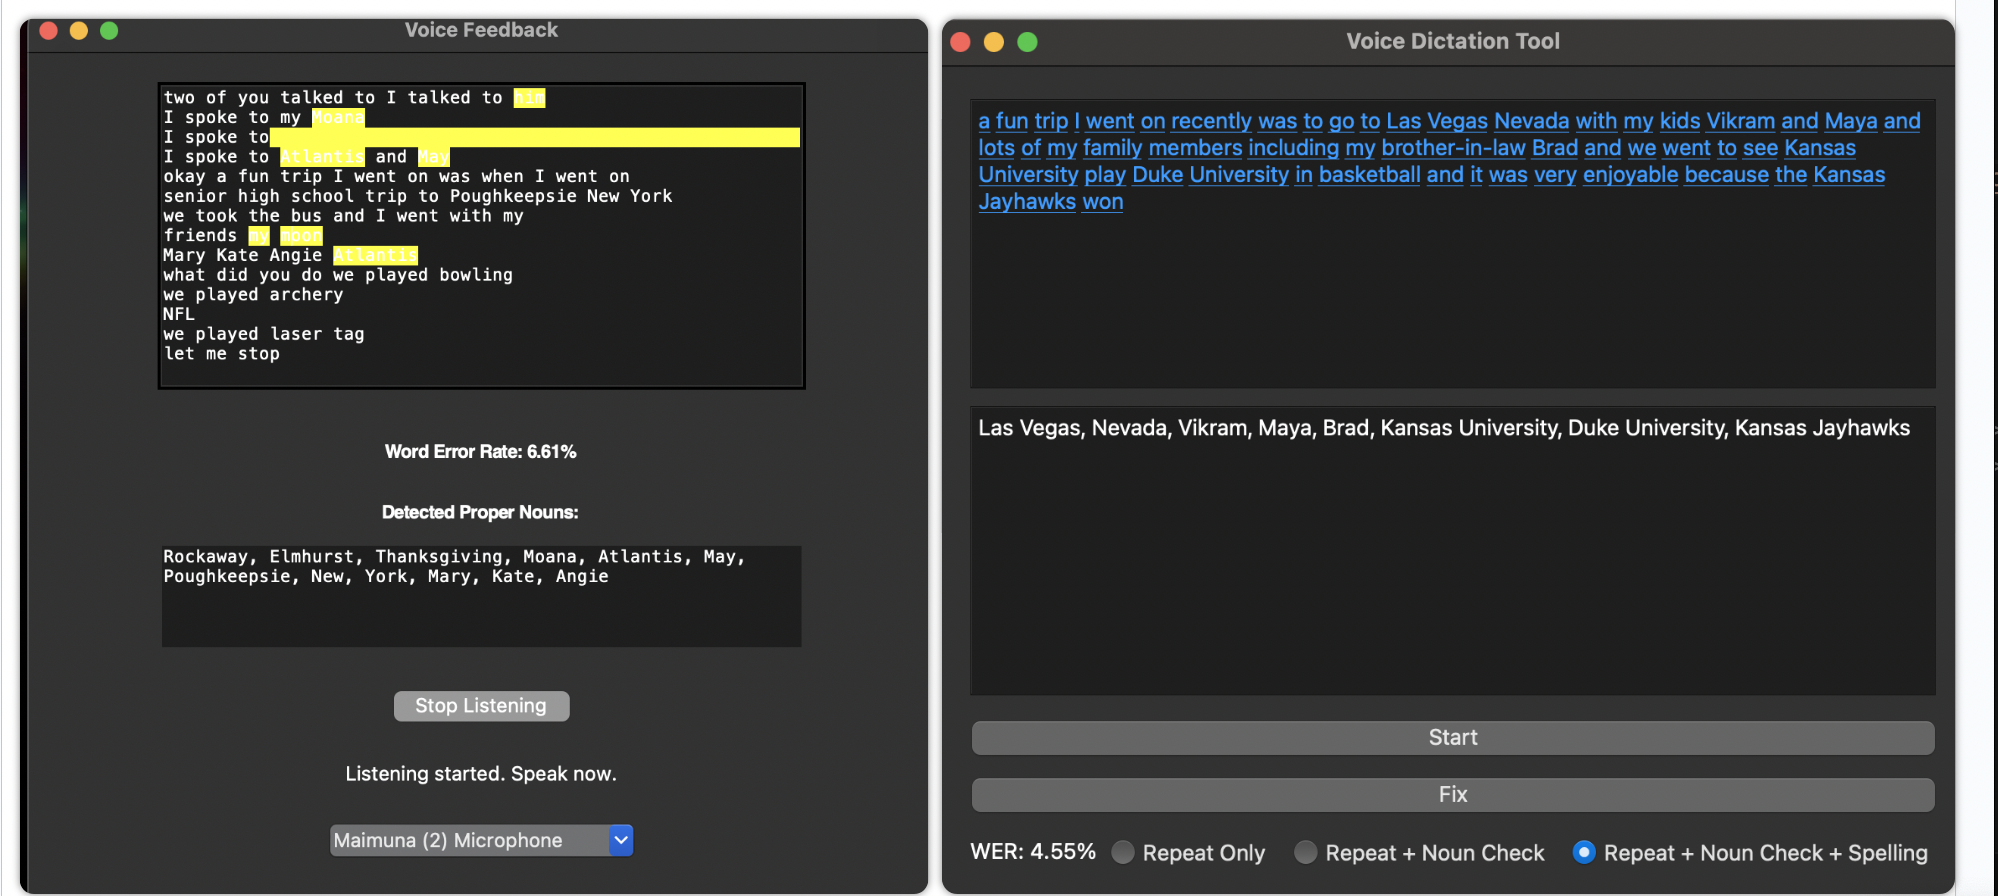 Voice Feedback
two of you talked to I talked to him
I spoke to my Moana
I spoke to
I spoke to Atlantis and May
okay a fun trip I went on was when I went on
senior high school trip to Poughkeepsie New York
we took the bus and I went with my
friends my moon
Mary Kate Angie Atlantis
what did you do we played bowling
we played archery
NFL
we played laser tag
let me stop
Word Error Rate: 6.61%
Detected Proper Nouns:
Rockaway, Elmhurst, Thanksgiving, Moana, Atlantis, May,
Poughkeepsie, New, York, Mary, Kate, Angie
Stop Listening
Listening started. Speak now.
Maimuna (2) Microphone
Voice Dictation Tool
a fun trip I went on recently was to go to Las Vegas Nevada with my kids Vikram and Maya and
lots of my family members including my brother-in-law Brad and we went to see Kansas
University play Duke University in basketball and it was very enjoyable because the Kansas
Jayhawks won
Las Vegas, Nevada, Vikram, Maya, Brad, Kansas University, Duke University, Kansas Jayhawks
Start
Fix
WER: 4.55% Repeat Only Repeat + Noun Check Repeat + Noun Check + Spelling